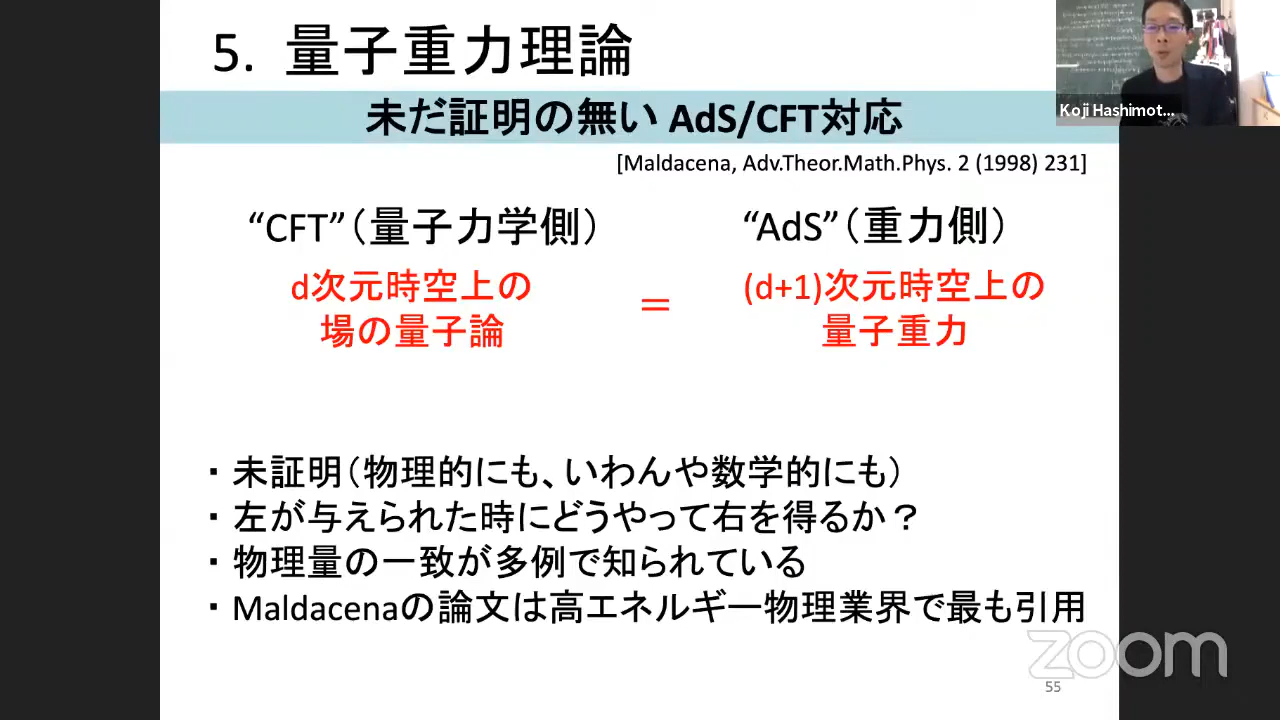 5. 量子重力理論
未だ証明の無い AdS/CFT対応
[Maldacena, Adv.Theor.Math.Phys. 2 (1998) 231]
“CFT”（量子力学側）
“AdS”（重力側）
d次元時空上の
場の量子論
＝
(d+1)次元時空上の
量子重力
・未証明（物理的にも、いわんや数学的にも）
・左が与えられた時にどうやって右を得るか？
・物理量の一致が多例で知られている
・Maldacenaの論文は高エネルギー物理業界で最も引用
zoom
55
Koji Hashimot...